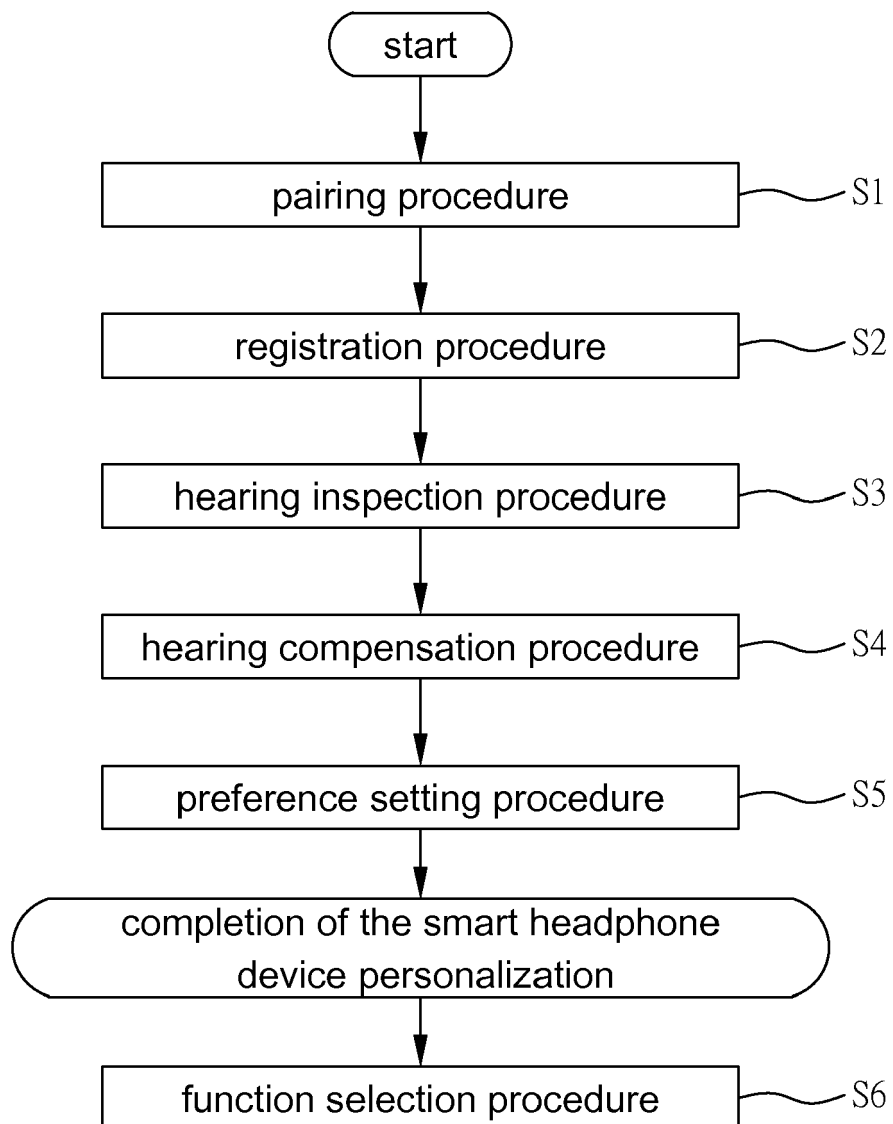 start
pairing procedure S1
registration procedure S2
hearing inspection procedure S3
hearing compensation procedure S4
preference setting procedure S5
completion of the smart headphone
device personalization
function selection procedure S6